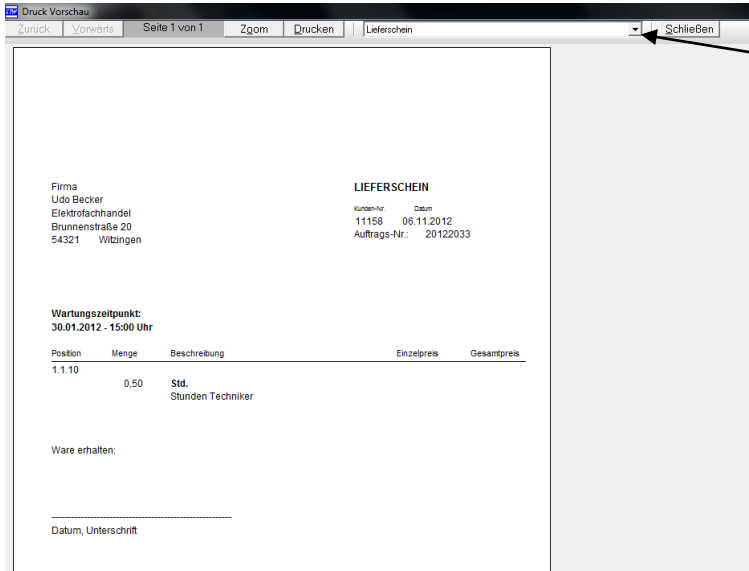 Druck Vorschau
Zurück Vorwärts Seite 1 von 1 Zoom Drucken Lieferschein Schließen
Firma
Udo Becker
Elektrofachhandel
Brunnenstraße 20
54321 Witzingen
LIEFERSCHEIN
Kunden-Nr. Datum
11158 06.11.2012
Auftrags-Nr.: 20122033
Wartungszeitpunkt:
30.01.2012 - 15:00 Uhr
Position Menge Beschreibung Einzelpreis Gesamtpreis
1.1.10
0,50 Std.
Stunden Techniker
Ware erhalten:
Datum, Unterschrift